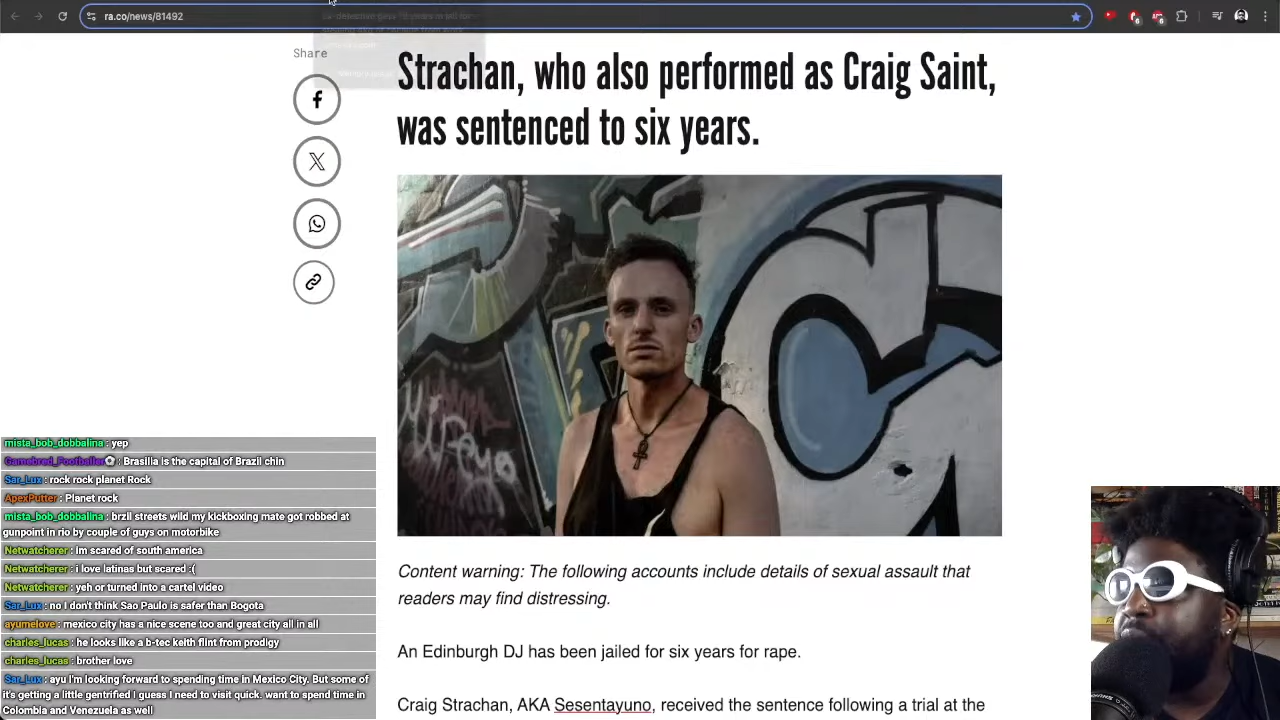 ra.co/news/81492
Share
Strachan, who also performed as Craig Saint,
was sentenced to six years.
Content warning: The following accounts include details of sexual assault that
readers may find distressing.
An Edinburgh DJ has been jailed for six years for rape.
Craig Strachan, AKA Sesentayuno, received the sentence following a trial at the
mista_bob_dobbalina : yep
Gamebred_Footballer⚽ : Brasilia is the capital of Brazil chin
Sar_Lux : rock rock planet Rock
ApexPutter : Planet rock
mista_bob_dobbalina : brzil streets wild my kickboxing mate got robbed at
gunpoint in rio by couple of guys on motorbike
Netwatcherer : im scared of south america
Netwatcherer : i love latinas but scared :(
Netwatcherer : yeh or turned into a cartel video
Sar_Lux : no I don't think Sao Paulo is safer than Bogota
ayumelove : mexico city has a nice scene too and great city all in all
charles_lucas : he looks like a b-tec keith flint from prodigy
charles_lucas : brother love
Sar_Lux : ayu I'm looking forward to spending time in Mexico City. But some of
it's getting a little gentrified I guess I need to visit quick. want to spend time in
Colombia and Venezuela as well